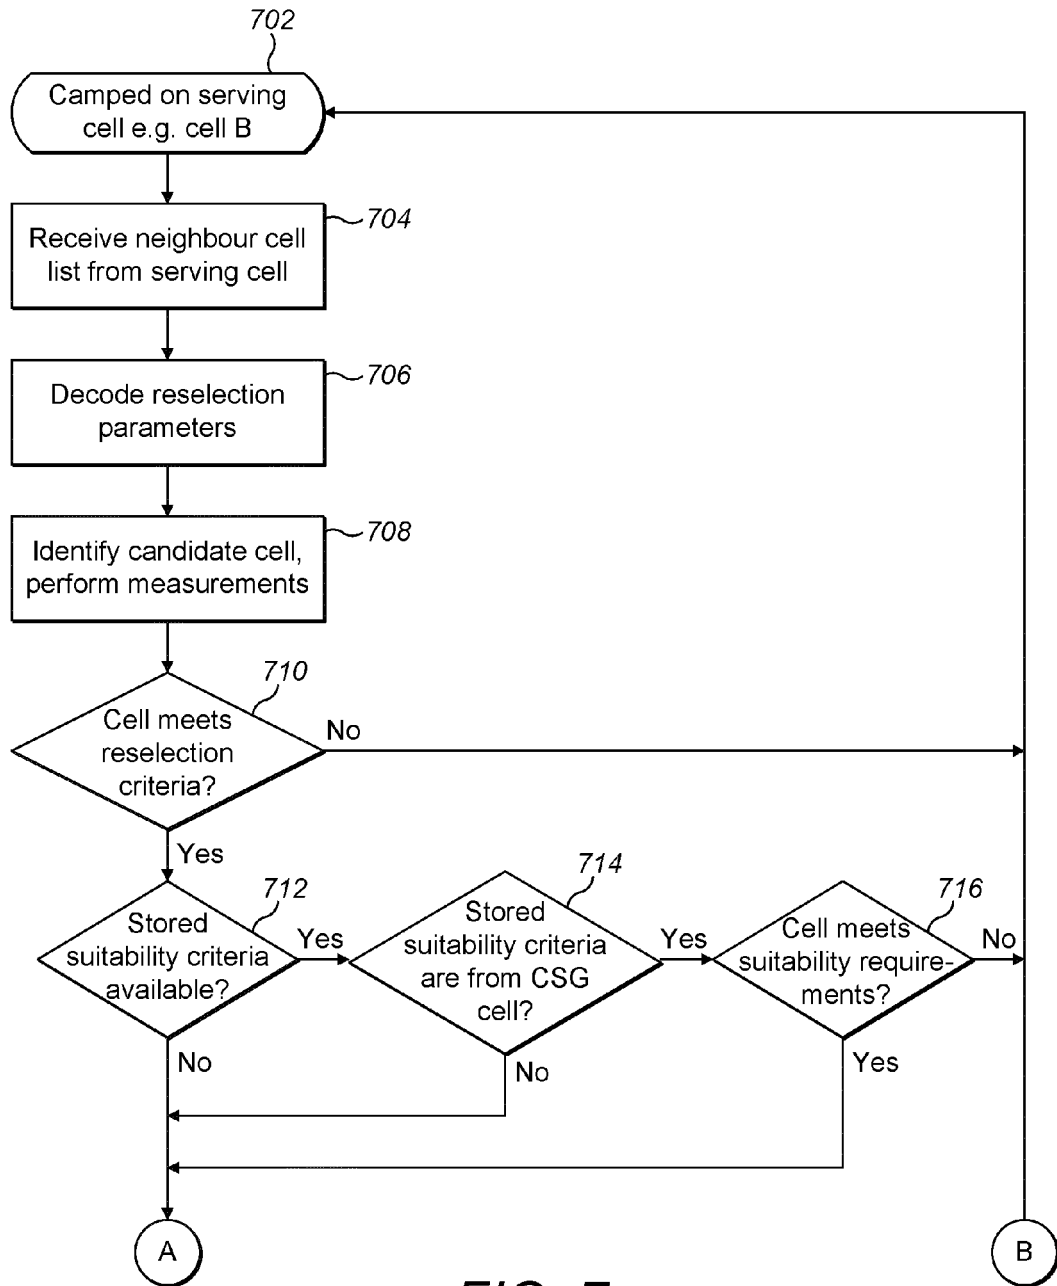 702
Camped on serving
cell e.g. cell B
704
Receive neighbour cell
list from serving cell
706
Decode reselection
parameters
708
Identify candidate cell,
perform measurements
710
Cell meets
reselection
criteria?
No
Yes
712
Stored
suitability criteria
available?
Yes
No
714
Stored
suitability criteria
are from CSG
cell?
Yes
No
716
Cell meets
suitability require-
ments?
No
Yes
A
B